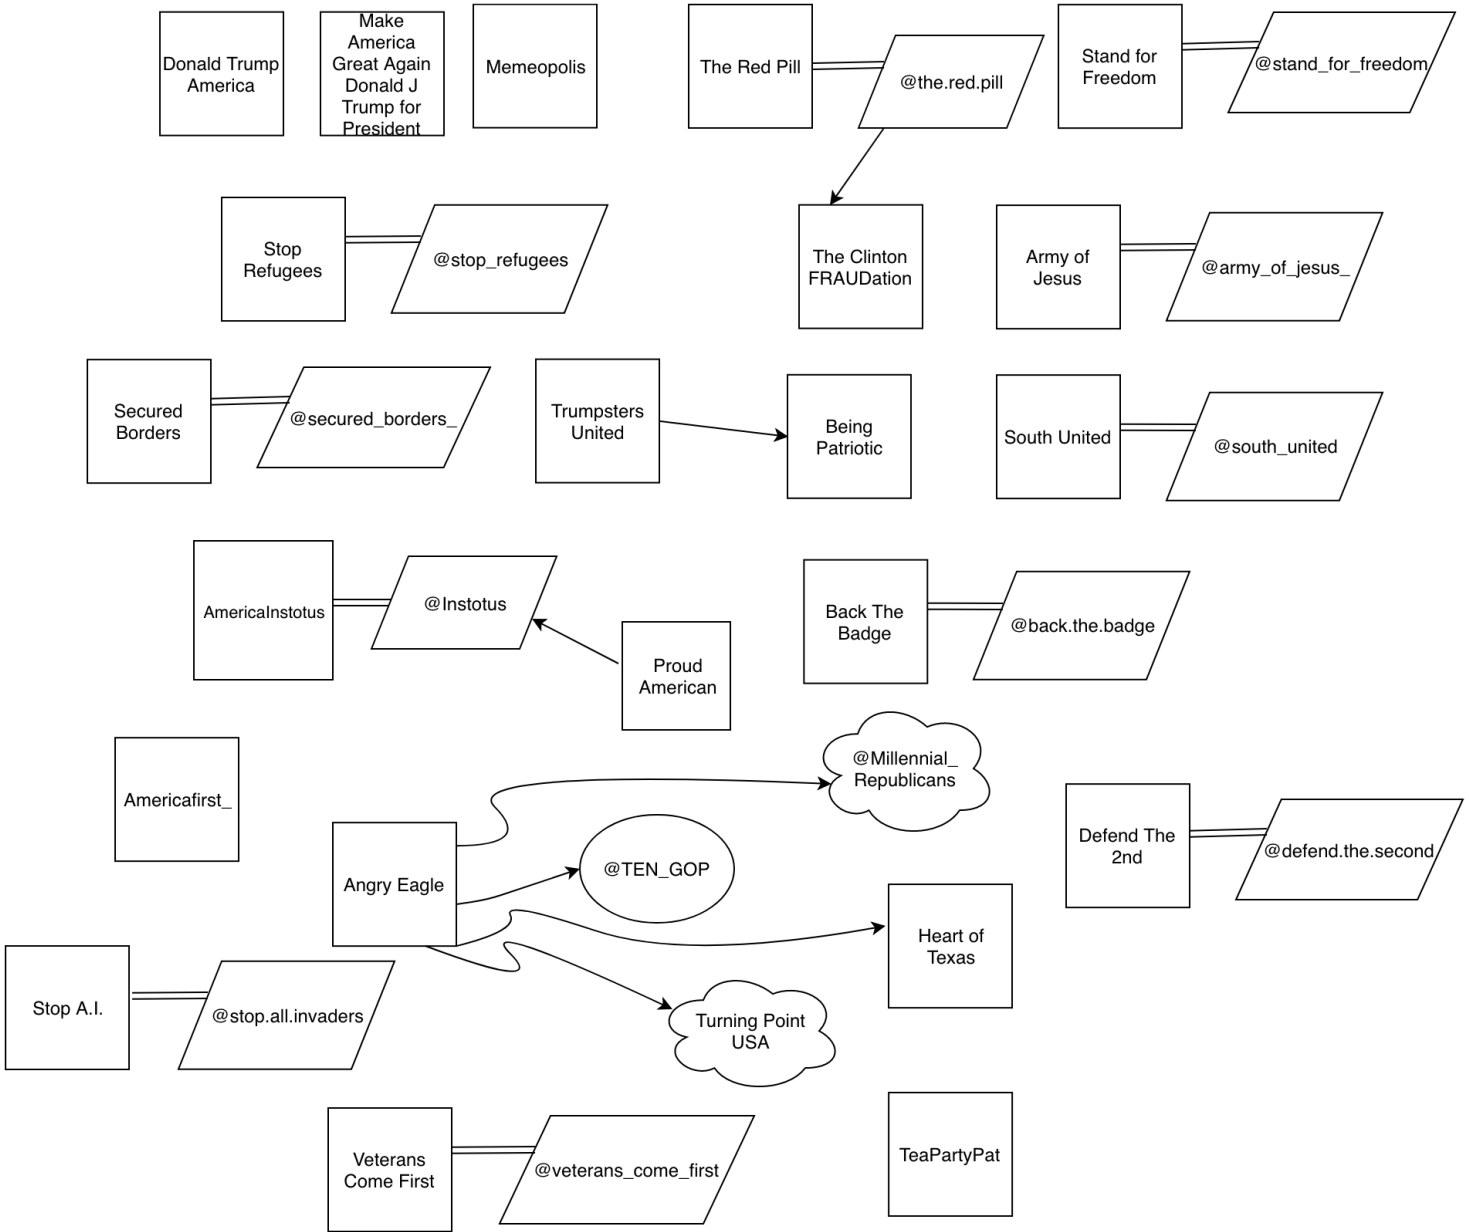 Donald Trump
America
Make
America
Great Again
Donald J
Trump for
President
Memeopolis
The Red Pill
@the.red.pill
Stand for
Freedom
@stand_for_freedom
Stop
Refugees
@stop_refugees
The Clinton
FRAUDation
Army of
Jesus
@army_of_jesus_
Secured
Borders
@secured_borders_
Trumpsters
United
Being
Patriotic
South United
@south_united
AmericaInstotus
@Instotus
Proud
American
Back The
Badge
@back.the.badge
Americafirst_
@Millennial_
Republicans
Angry Eagle
@TEN_GOP
Defend The
2nd
@defend.the.second
Heart of
Texas
Stop A.I.
@stop.all.invaders
Turning Point
USA
Veterans
Come First
@veterans_come_first
TeaPartyPat